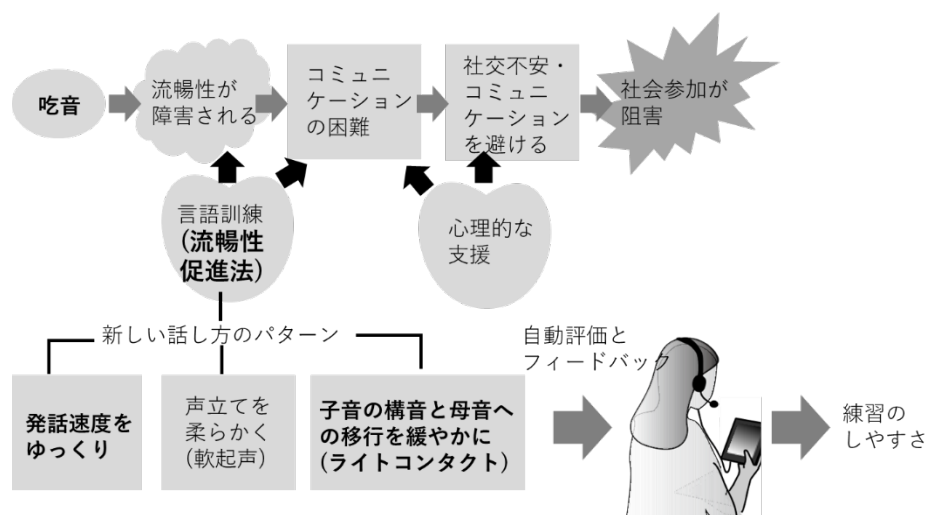 吃音
流暢性が
障害される
コミュニ
ケーション
の困難
社交不安・
コミュニ
ケーション
を避ける
社会参加が
阻害
言語訓練
(流暢性
促進法)
心理的な
支援
新しい話し方のパターン
発話速度を
ゆっくり
声立てを
柔らかく
(軟起声)
子音の構音と母音へ
の移行を緩やかに
(ライトコンタクト)
自動評価と
フィードバック
練習の
しやすさ